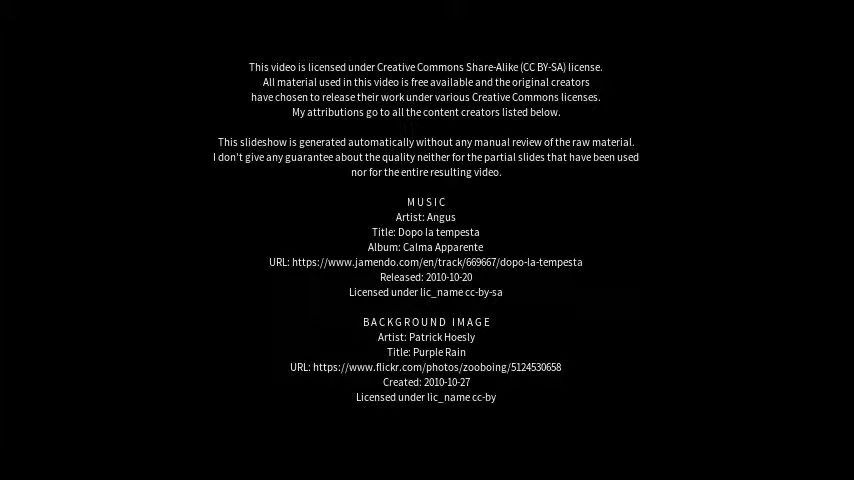 This video is licensed under Creative Commons Share-Alike (CC BY-SA) license.
All material used in this video is free available and the original creators
have chosen to release their work under various Creative Commons licenses.
My attributions go to all the content creators listed below.
This slideshow is generated automatically without any manual review of the raw material.
I don't give any guarantee about the quality neither for the partial slides that have been used
nor for the entire resulting video.
MUSIC
Artist: Angus
Title: Dopo la tempesta
Album: Calma Apparente
URL: https://www.jamendo.com/en/track/669667/dopo-la-tempesta
Released: 2010-10-20
Licensed under lic_name cc-by-sa
BACKGROUND IMAGE
Artist: Patrick Hoesly
Title: Purple Rain
URL: https://www.flickr.com/photos/zooboing/5124530658
Created: 2010-10-27
Licensed under lic_name cc-by